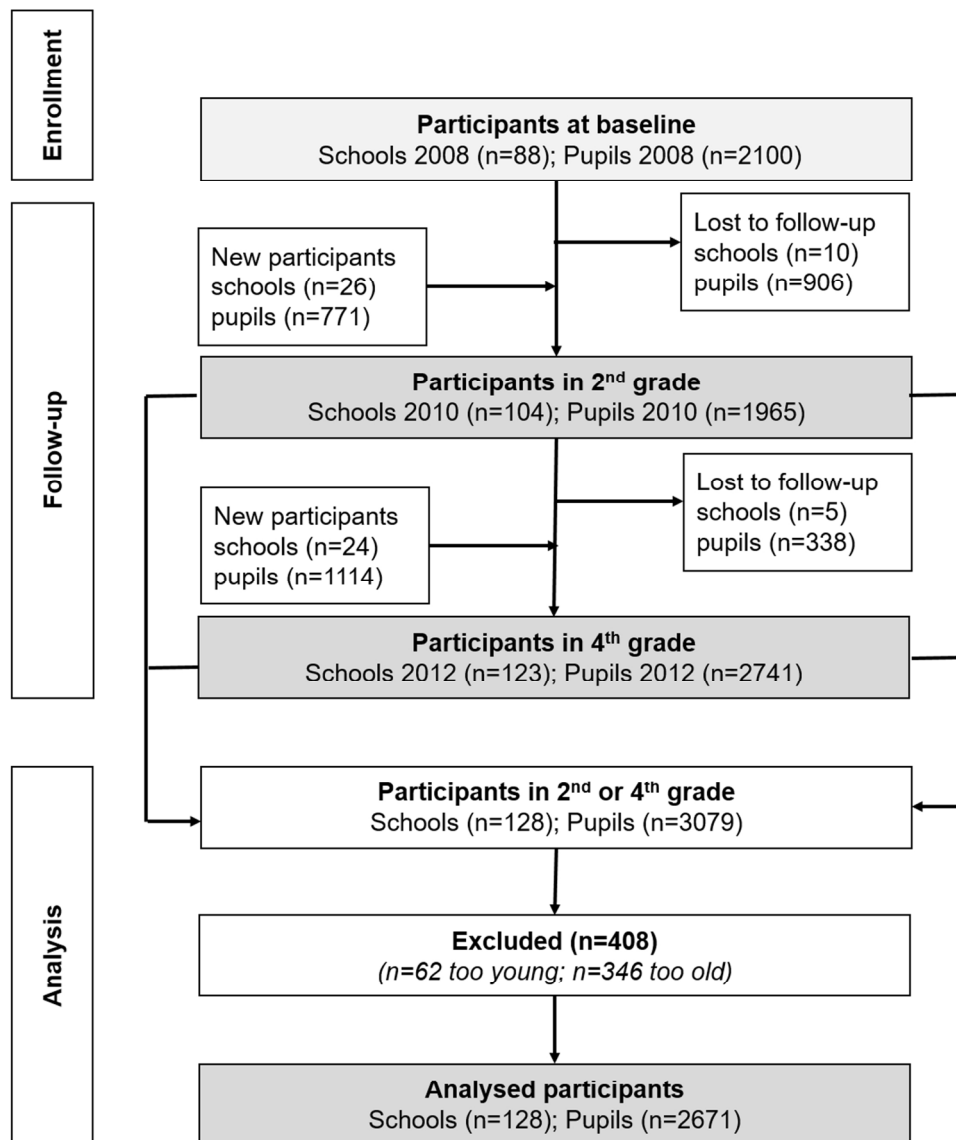 Enrollment
Participants at baseline
Schools 2008 (n=88); Pupils 2008 (n=2100)
Follow-up
Lost to follow-up
schools (n=10)
pupils (n=906)
New participants
schools (n=26)
pupils (n=771)
Participants in 2nd grade
Schools 2010 (n=104); Pupils 2010 (n=1965)
Lost to follow-up
schools (n=5)
pupils (n=338)
New participants
schools (n=24)
pupils (n=1114)
Participants in 4th grade
Schools 2012 (n=123); Pupils 2012 (n=2741)
Analysis
Participants in 2nd or 4th grade
Schools (n=128); Pupils (n=3079)
Excluded (n=408)
(n=62 too young; n=346 too old)
Analysed participants
Schools (n=128); Pupils (n=2671)